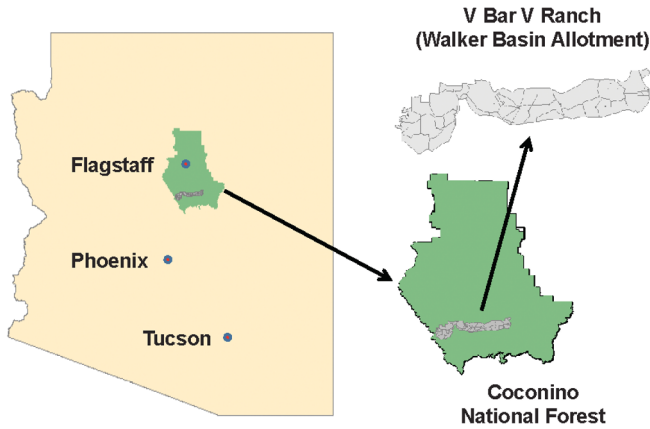 V Bar V Ranch
(Walker Basin Allotment)
Flagstaff
Phoenix
Tucson
Coconino
National Forest